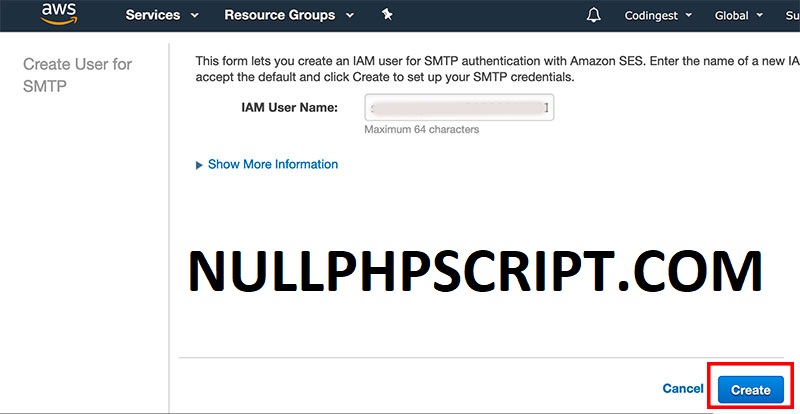 aws
Services
Resource Groups
Codingest
Global
Su
Create User for
SMTP
This form lets you create an IAM user for SMTP authentication with Amazon SES. Enter the name of a new IA
accept the default and click Create to set up your SMTP credentials.
IAM User Name:
Maximum 64 characters
Show More Information
NULLPHPSCRIPT.COM
Cancel
Create